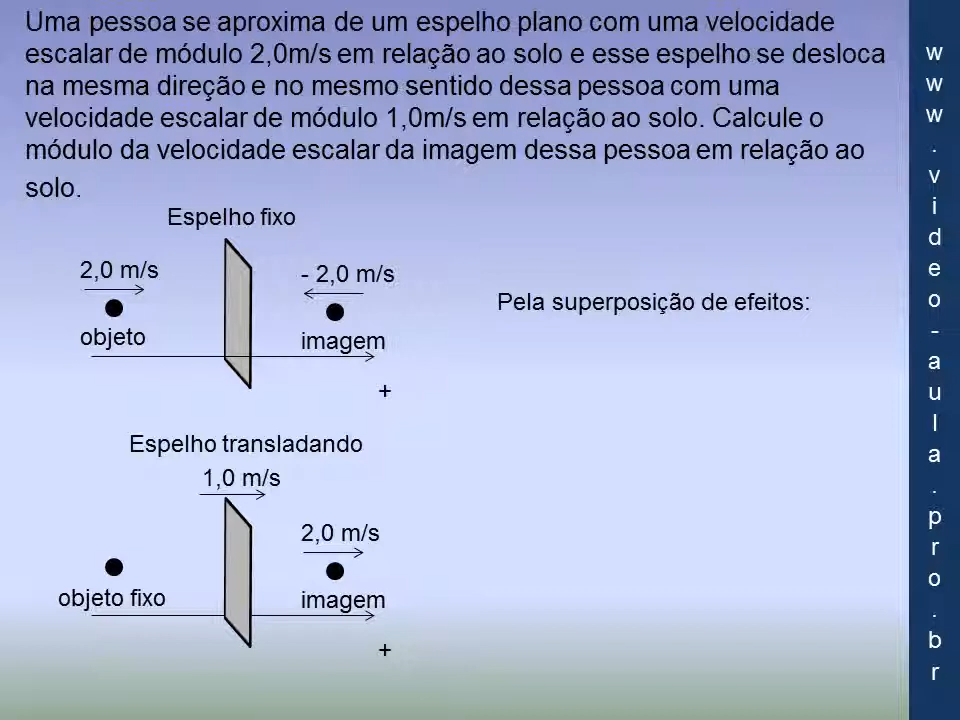 Uma pessoa se aproxima de um espelho plano com uma velocidade
escalar de módulo 2,0m/s em relação ao solo e esse espelho se desloca
na mesma direção e no mesmo sentido dessa pessoa com uma
velocidade escalar de módulo 1,0m/s em relação ao solo. Calcule o
módulo da velocidade escalar da imagem dessa pessoa em relação ao
solo.
Espelho fixo
2,0 m/s
- 2,0 m/s
objeto
imagem
+
Pela superposição de efeitos:
Espelho transladando
1,0 m/s
2,0 m/s
objeto fixo
imagem
+
www.video-aula.pro.br